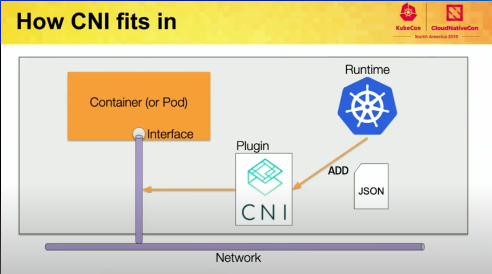 How CNI fits in
KubeCon
CloudNativeCon
North America 2018
Runtime
Container (or Pod)
Interface
Plugin
ADD
JSON
CNI
Network